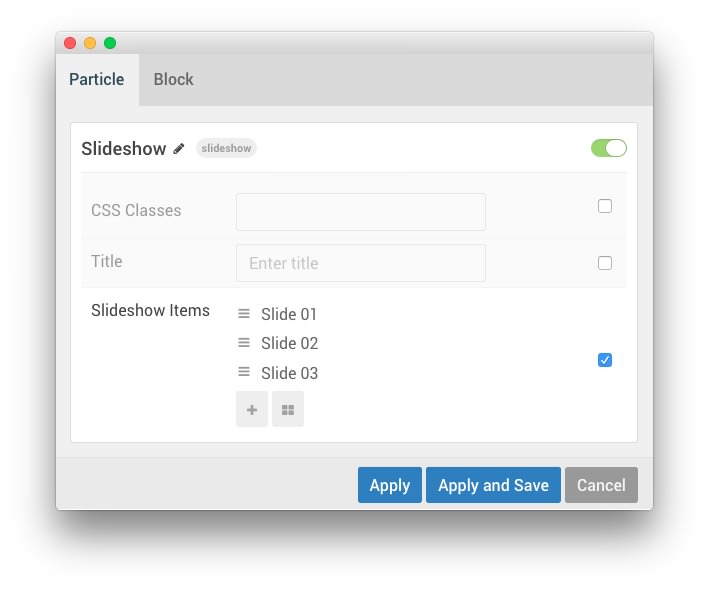 Particle Block
Slideshow slideshow
CSS Classes
Title Enter title
Slideshow Items
Slide 01
Slide 02
Slide 03
Apply Apply and Save Cancel